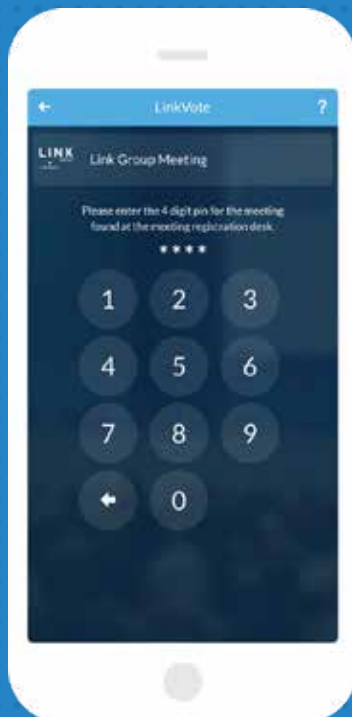 LinkVote ?
LINK Link Group Meeting
Please enter the 4 digit pin for the meeting
found at the meeting registration desk.
* * * *
1 2 3
4 5 6
7 8 9
0